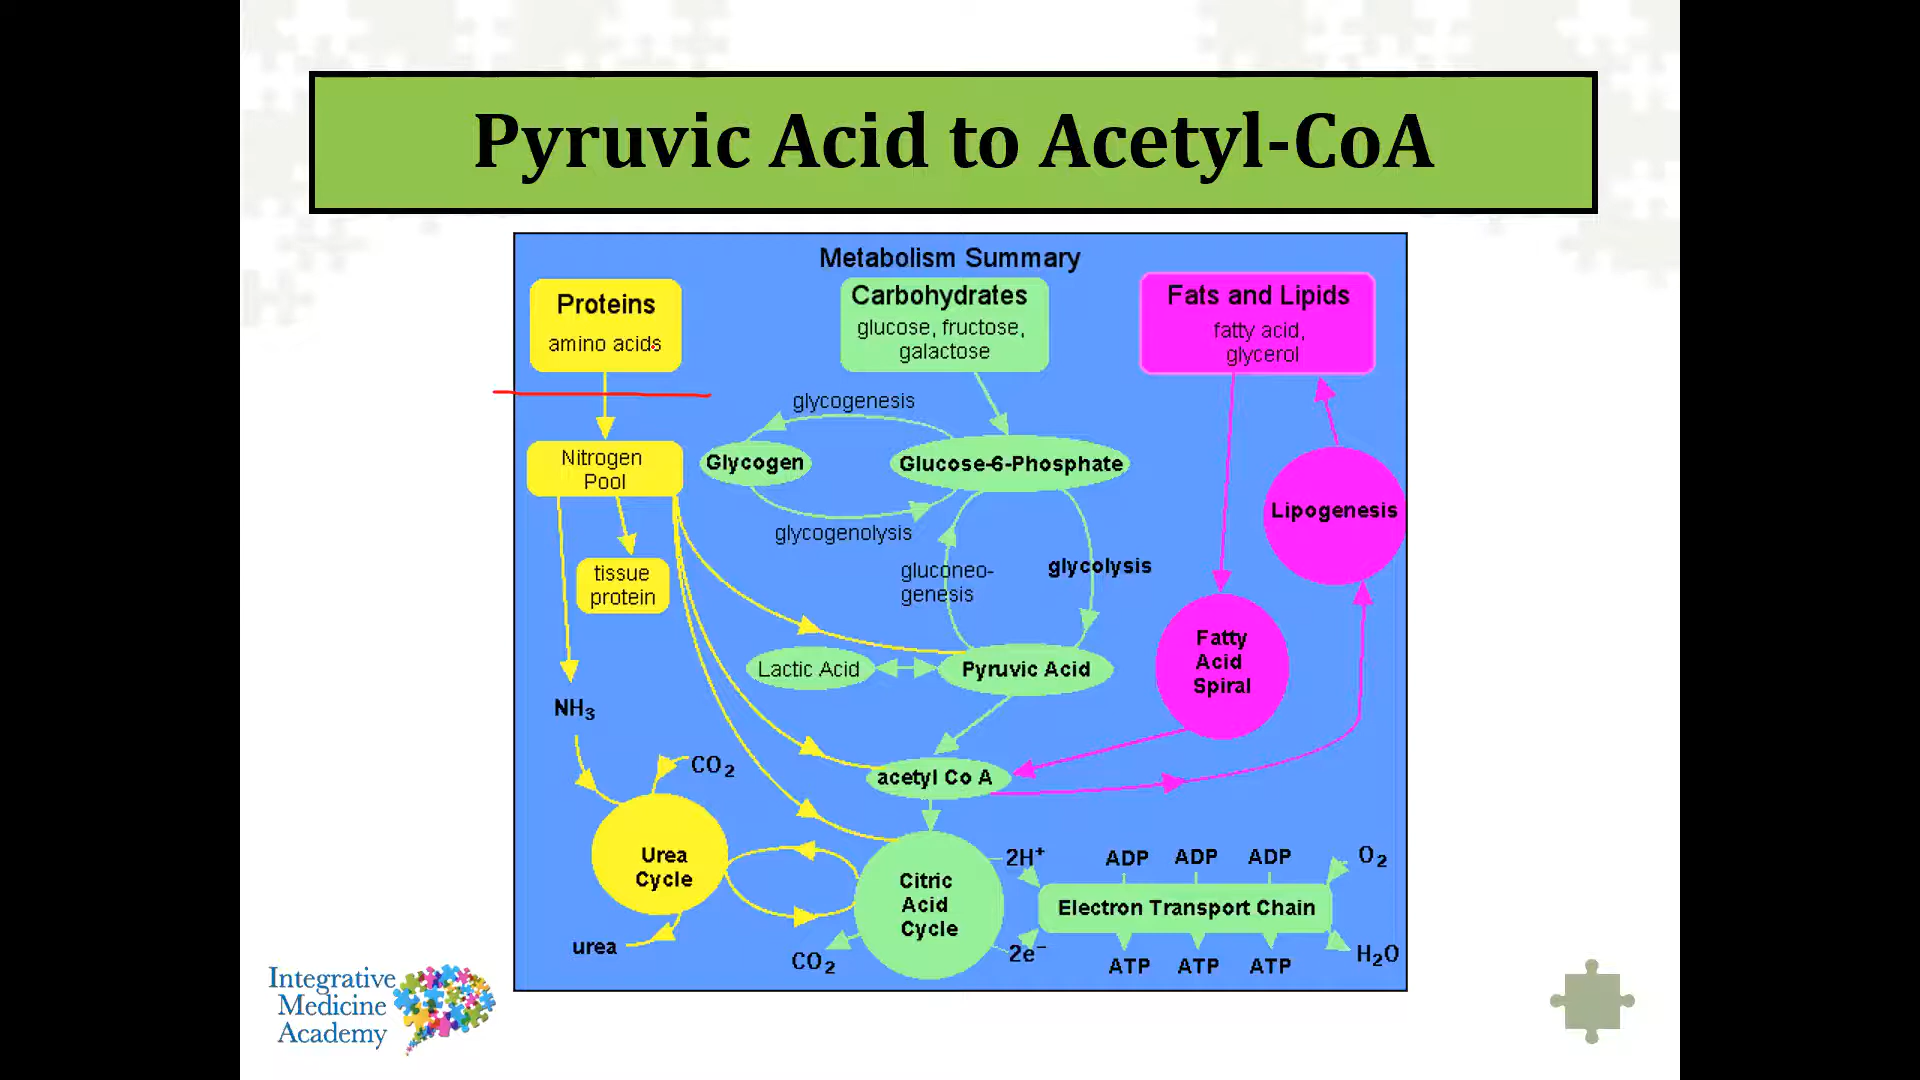 Pyruvic Acid to Acetyl-CoA
Metabolism Summary
Proteins
amino acids
Carbohydrates
glucose, fructose,
galactose
Fats and Lipids
fatty acid,
glycerol
glycogenesis
Nitrogen
Pool
Glycogen
Glucose-6-Phosphate
Lipogenesis
glycogenolysis
gluconeo-
genesis
glycolysis
tissue
protein
Fatty
Acid
Spiral
Lactic Acid
Pyruvic Acid
NH₃
CO₂
acetyl Co A
Urea
Cycle
Citric
Acid
Cycle
2H⁺
ADP ADP ADP
O₂
Electron Transport Chain
urea
CO₂
2e⁻
ATP ATP ATP
H₂O
Integrative
Medicine
Academy